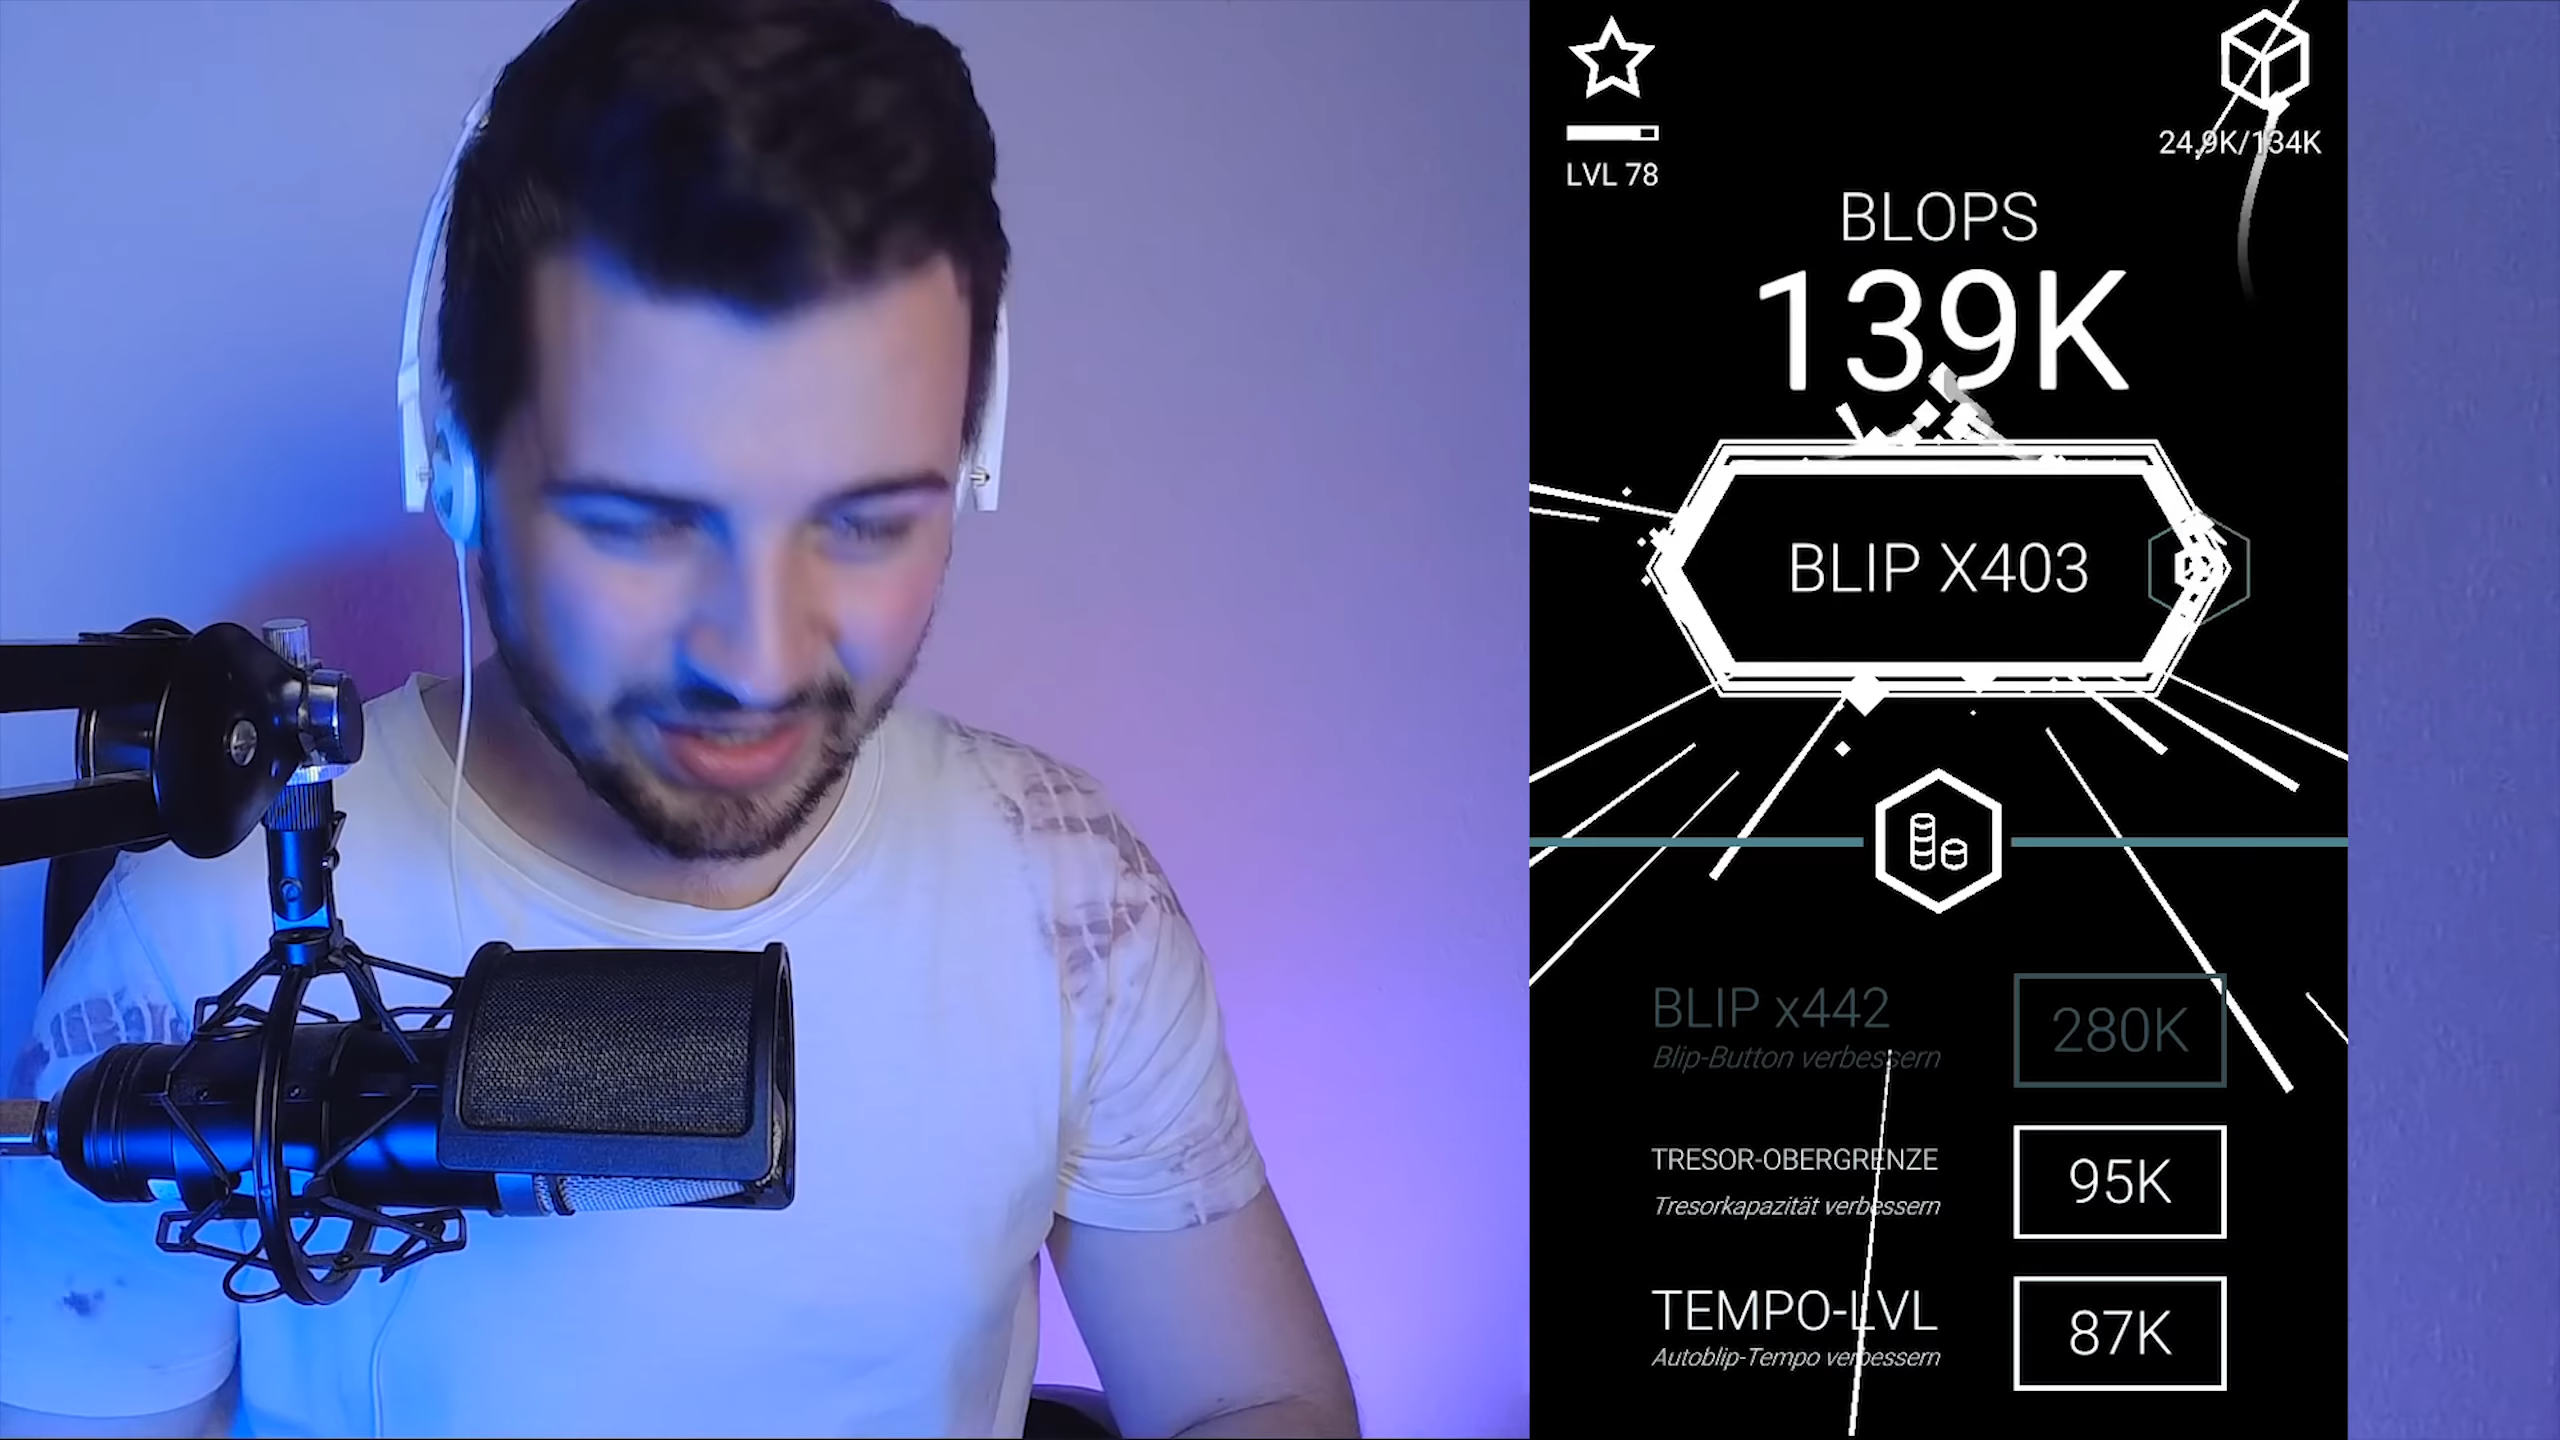 LVL 78
24,9K/134K
BLOPS
139K
BLIP X403
BLIP x442
Blip-Button verbessern
280K
TRESOR-OBERGRENZE
Tresorkapazität verbessern
95K
TEMPO-LVL
Autoblip-Tempo verbessern
87K